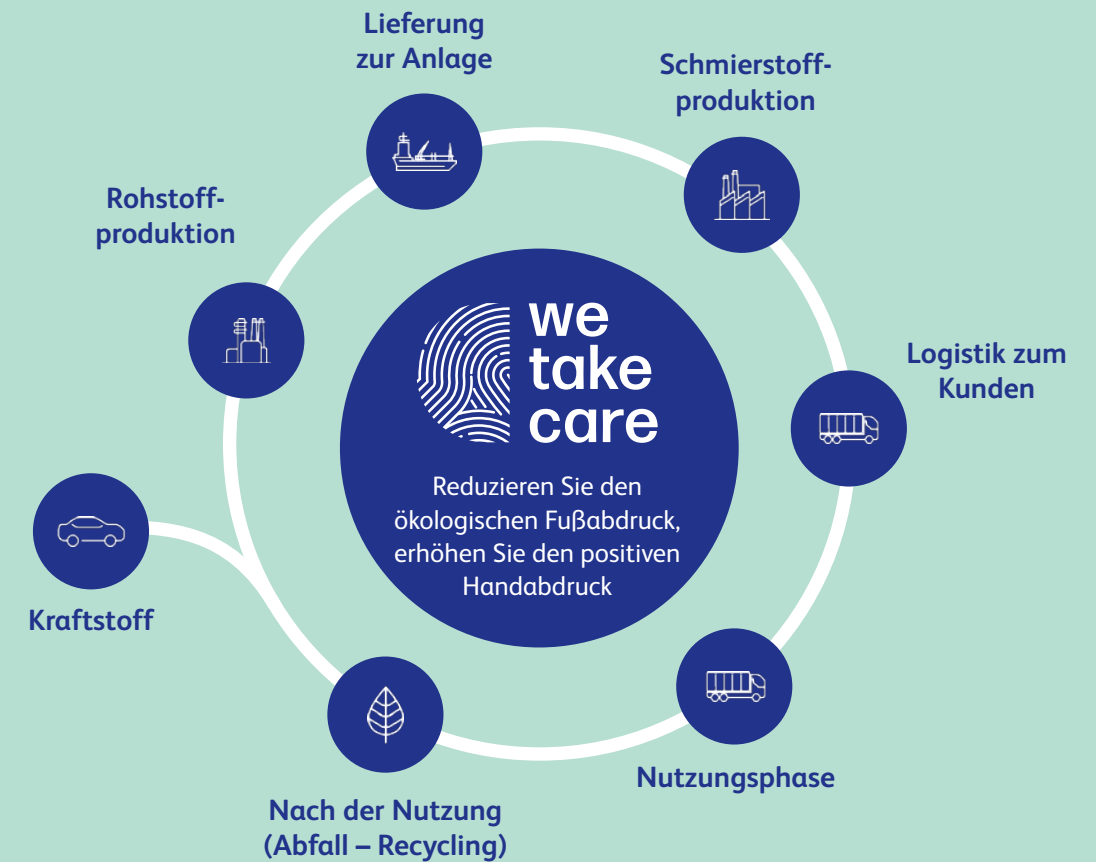 Lieferung
zur Anlage
Schmierstoff-
produktion
Rohstoff-
produktion
Logistik zum
Kunden
we
take
care
Reduzieren Sie den
ökologischen Fußabdruck,
erhöhen Sie den positiven
Handabdruck
Kraftstoff
Nutzungsphase
Nach der Nutzung
(Abfall – Recycling)